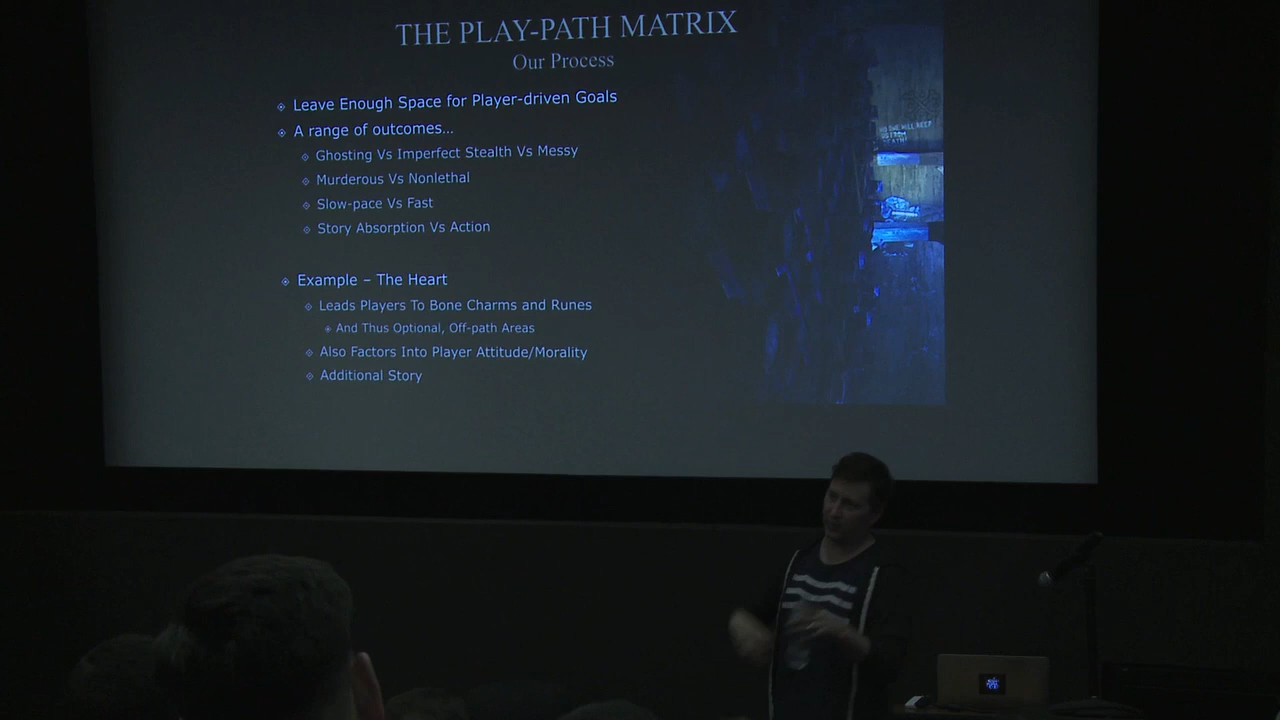 THE PLAY-PATH MATRIX
Our Process
Leave Enough Space for Player-driven Goals
A range of outcomes...
Ghosting Vs Imperfect Stealth Vs Messy
Murderous Vs Nonlethal
Slow-pace Vs Fast
Story Absorption Vs Action
Example – The Heart
Leads Players To Bone Charms and Runes
And Thus Optional, Off-path Areas
Also Factors Into Player Attitude/Morality
Additional Story
WILL NEED